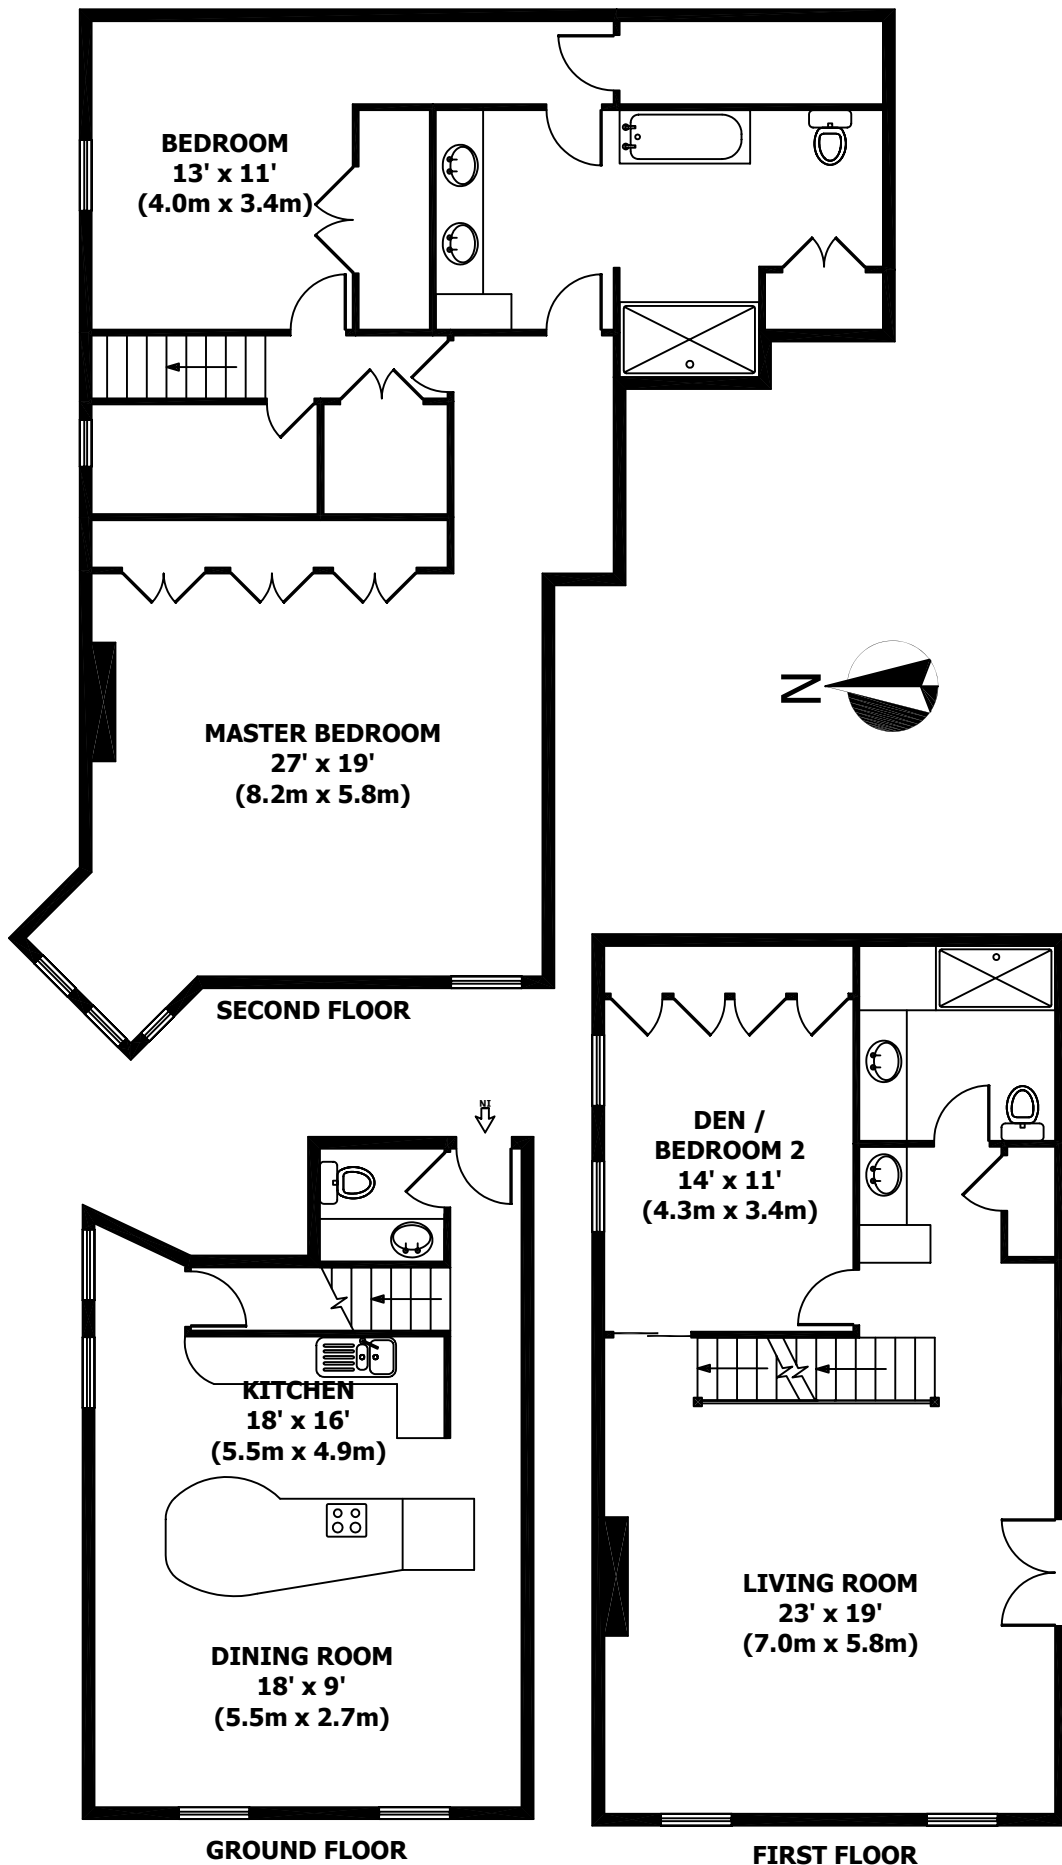 BEDROOM
13' x 11'
(4.0m x 3.4m)
N
MASTER BEDROOM
27' x 19'
(8.2m x 5.8m)
SECOND FLOOR
IN
DEN /
BEDROOM 2
14' x 11'
(4.3m x 3.4m)
KITCHEN
18' x 16'
(5.5m x 4.9m)
LIVING ROOM
23' x 19'
(7.0m x 5.8m)
DINING ROOM
18' x 9'
(5.5m x 2.7m)
GROUND FLOOR
FIRST FLOOR